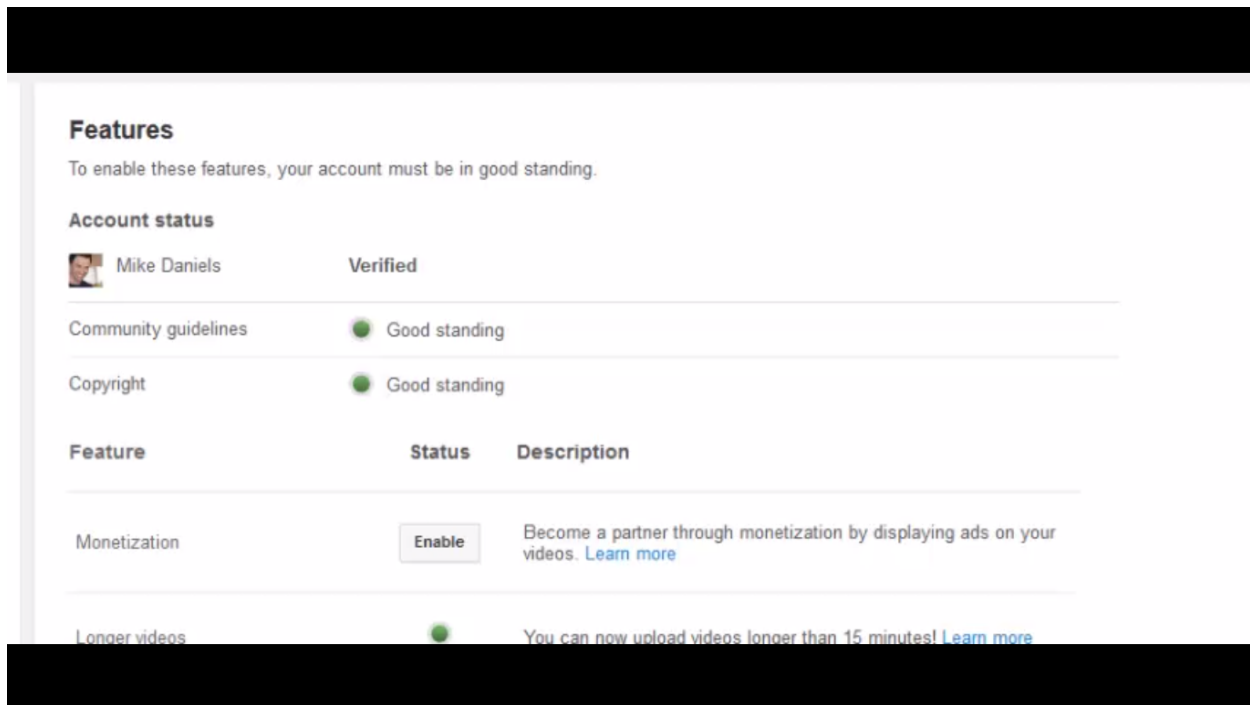 Features
To enable these features, your account must be in good standing.
Account status
Mike Daniels Verified
Community guidelines Good standing
Copyright Good standing
Feature Status Description
Monetization Enable Become a partner through monetization by displaying ads on your
videos. Learn more
Longer videos You can now upload videos longer than 15 minutes! Learn more